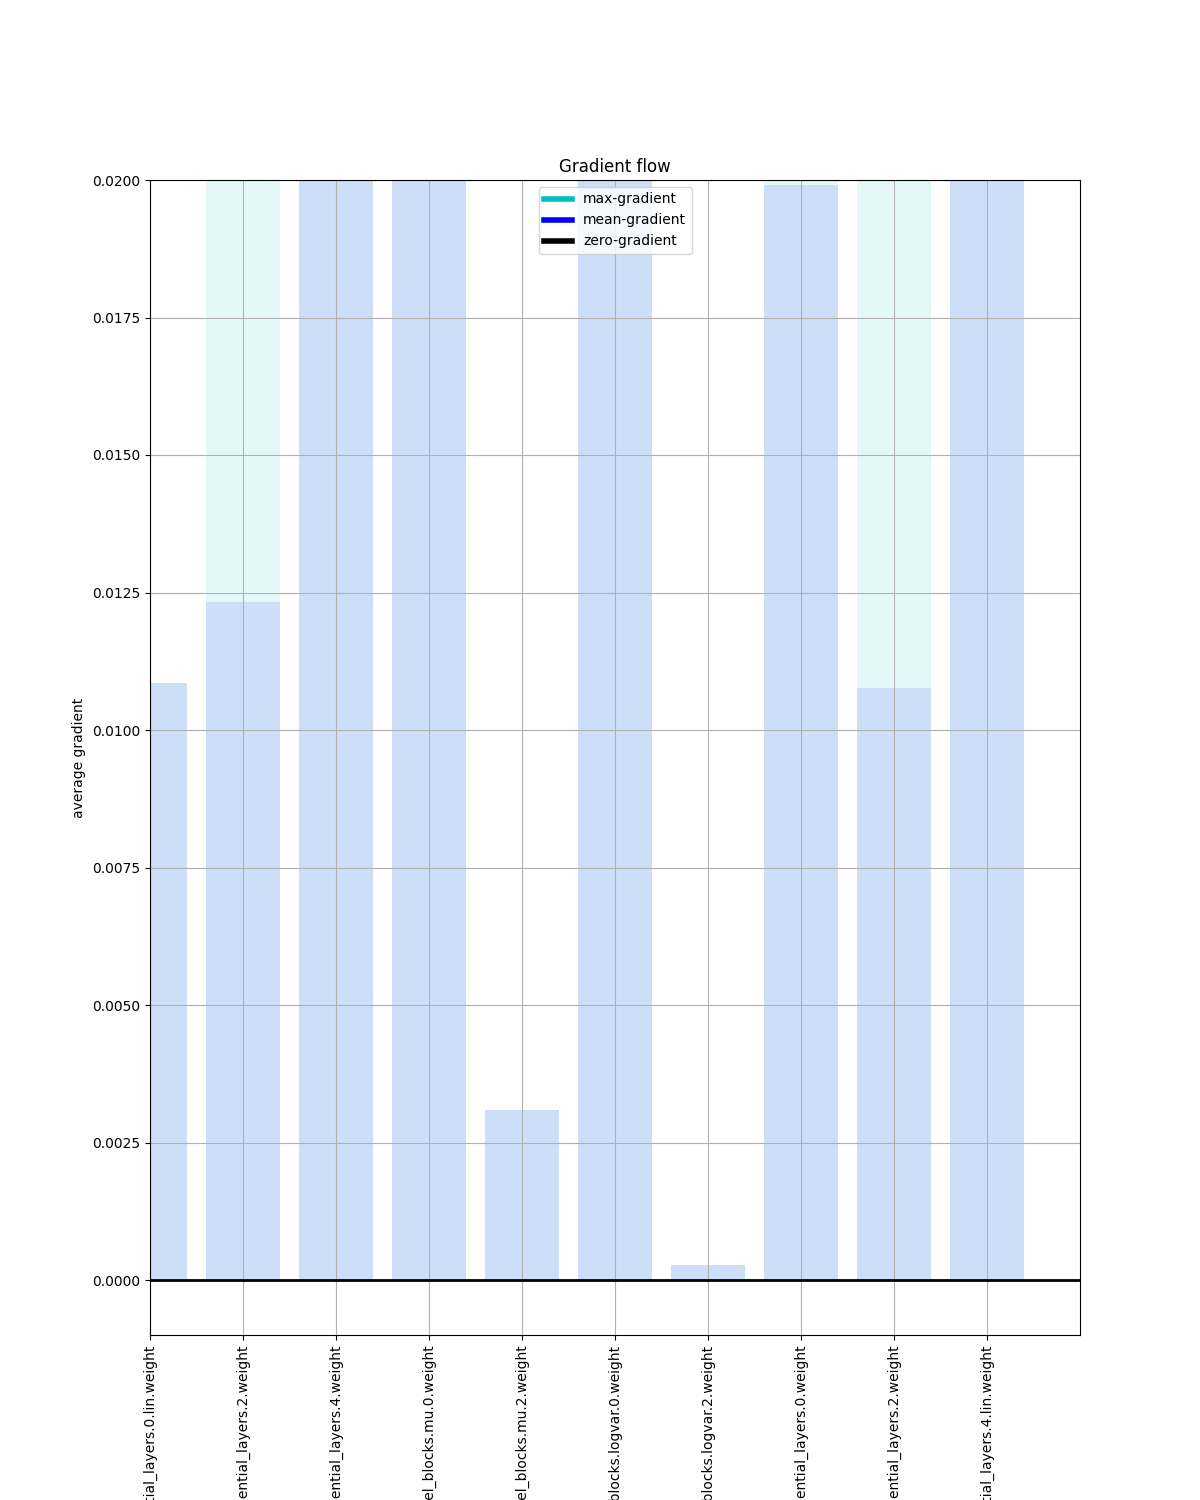 Gradient flow
max-gradient
mean-gradient
zero-gradient
0.0200
0.0175
0.0150
0.0125
0.0100
0.0075
0.0050
0.0025
0.0000
average gradient
tial_layers.0.lin.weight
ential_layers.2.weight
ential_layers.4.weight
el_blocks.mu.0.weight
el_blocks.mu.2.weight
blocks.logvar.0.weight
blocks.logvar.2.weight
ential_layers.0.weight
ential_layers.2.weight
tial_layers.4.lin.weight